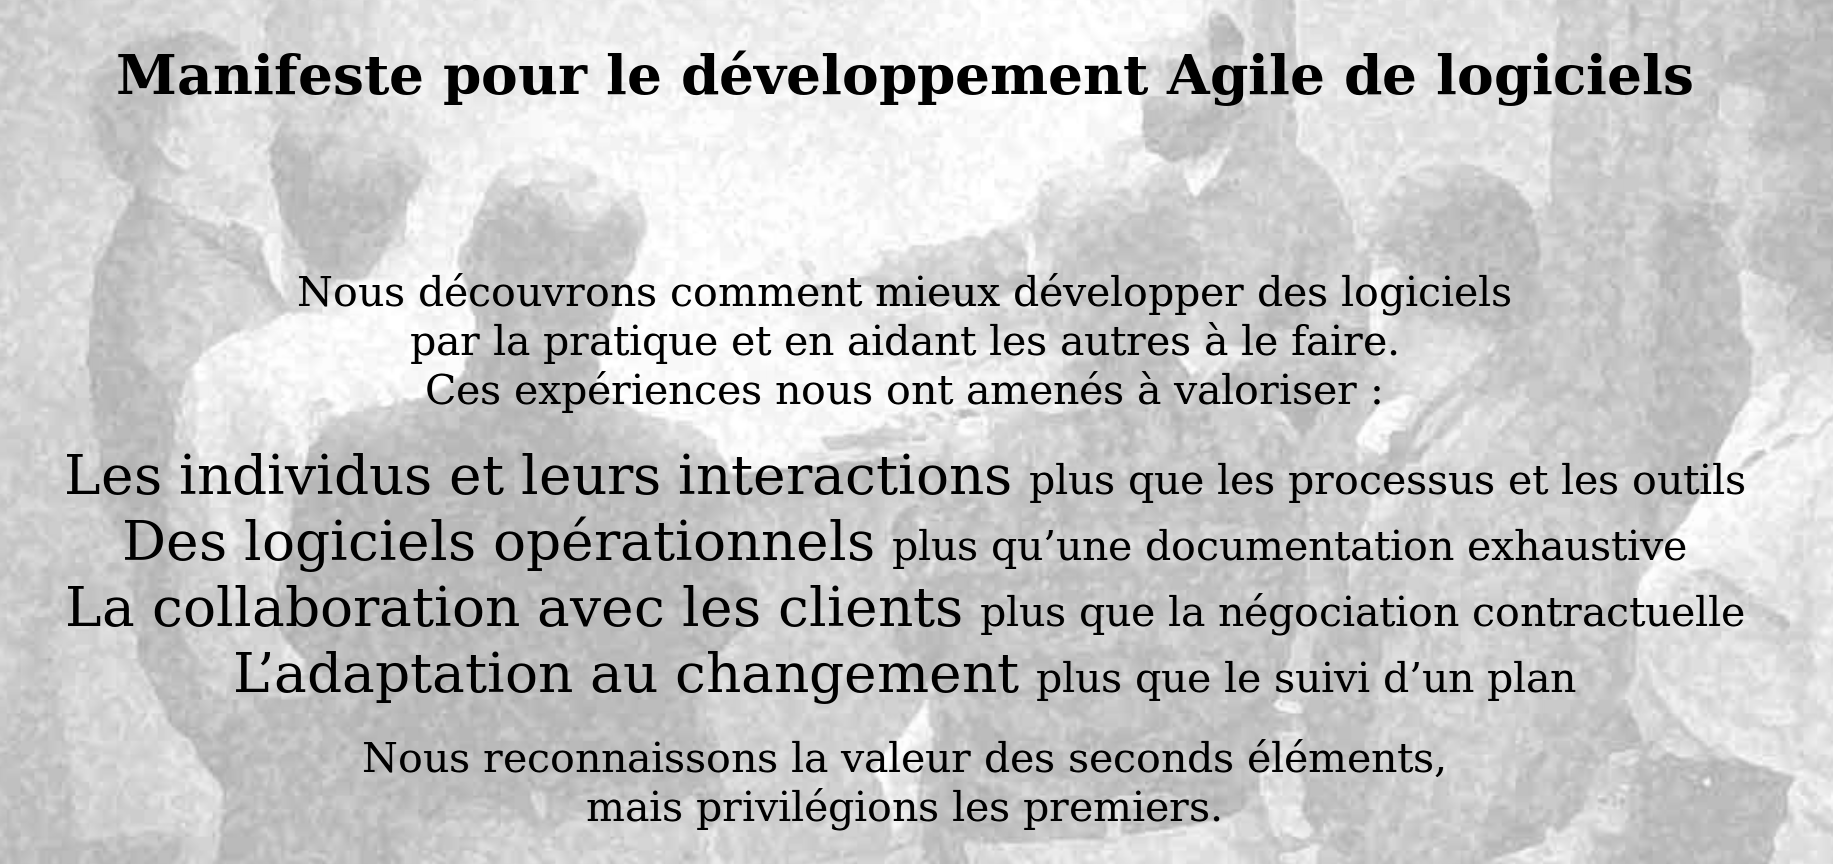 Manifeste pour le développement Agile de logiciels
Nous découvrons comment mieux développer des logiciels
par la pratique et en aidant les autres à le faire.
Ces expériences nous ont amenés à valoriser :
Les individus et leurs interactions plus que les processus et les outils
Des logiciels opérationnels plus qu’une documentation exhaustive
La collaboration avec les clients plus que la négociation contractuelle
L’adaptation au changement plus que le suivi d’un plan
Nous reconnaissons la valeur des seconds éléments,
mais privilégions les premiers.